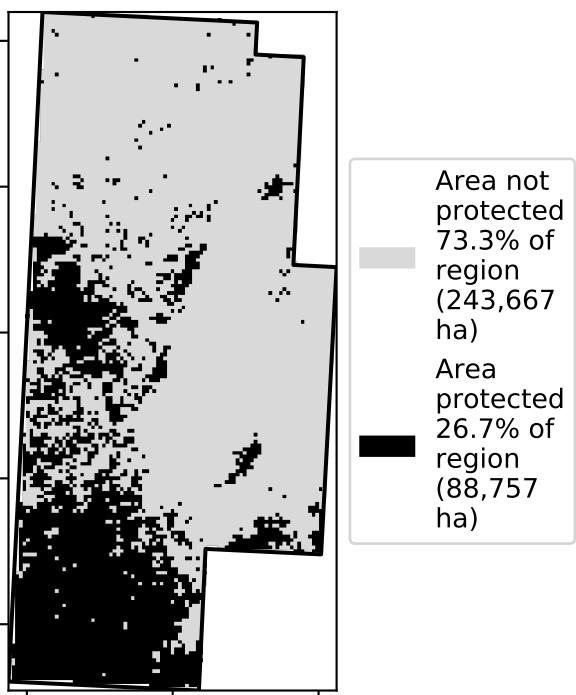 Area not
protected
73.3% of
region
(243,667
ha)
Area
protected
26.7% of
region
(88,757
ha)